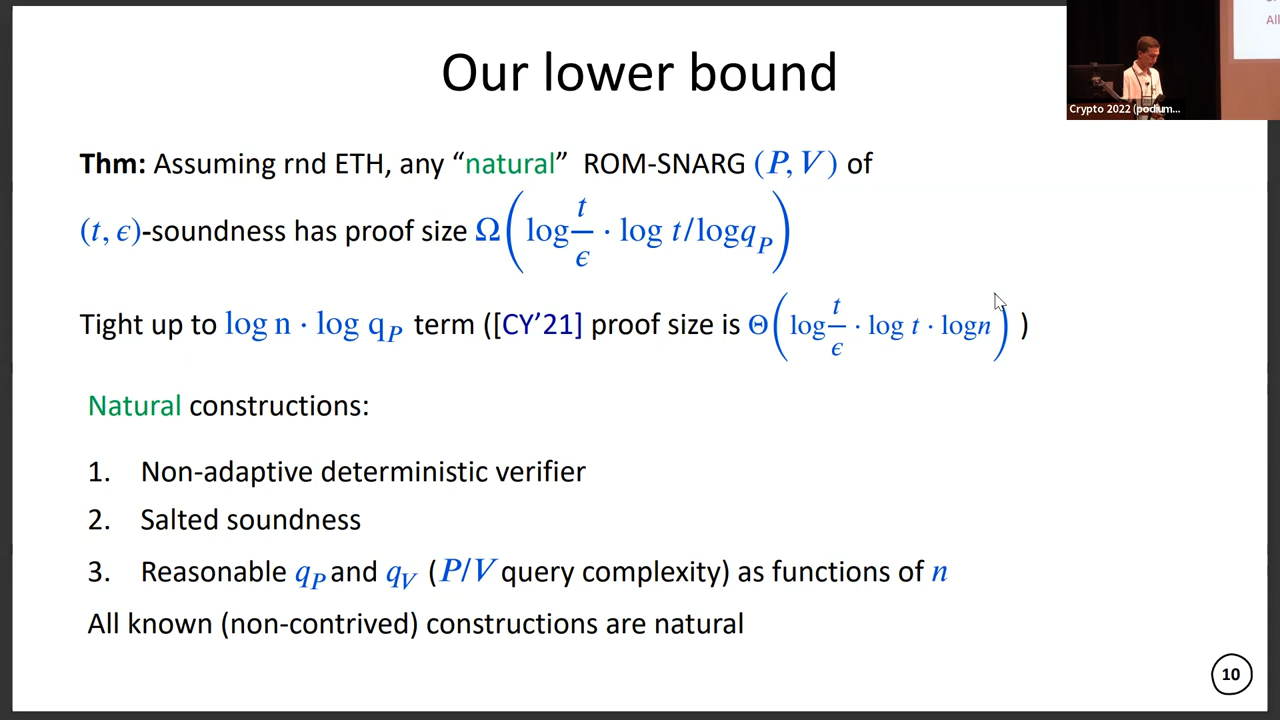 Our lower bound
Thm: Assuming rnd ETH, any “natural” ROM-SNARG (P, V) of
(t, ϵ)-soundness has proof size Ω(log t/ϵ · log t/logq_P)
Tight up to log n · log q_P term ([CY’21] proof size is Θ(log t/ϵ · log t · logn) )
Natural constructions:
1. Non-adaptive deterministic verifier
2. Salted soundness
3. Reasonable q_P and q_V (P/V query complexity) as functions of n
All known (non-contrived) constructions are natural
10
Crypto 2022 (podium...
All